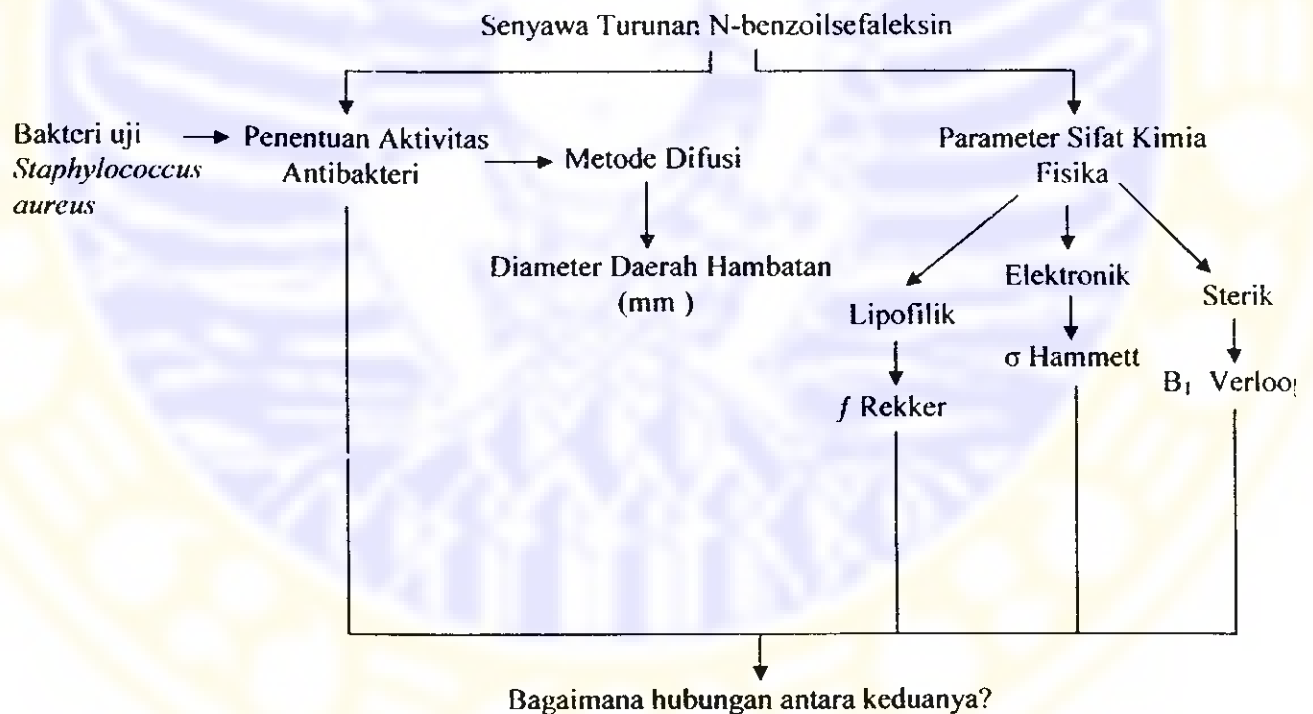 Senyawa Turunan N-benzoilsefaleksin
Bakteri uji
Staphylococcus
aureus
Penentuan Aktivitas
Antibakteri
Metode Difusi
Diameter Daerah Hambatan
(mm )
Parameter Sifat Kimia
Fisika
Lipofilik
f Rekker
Elektronik
σ Hammett
Sterik
B₁
Bagaimana hubungan antara keduanya?